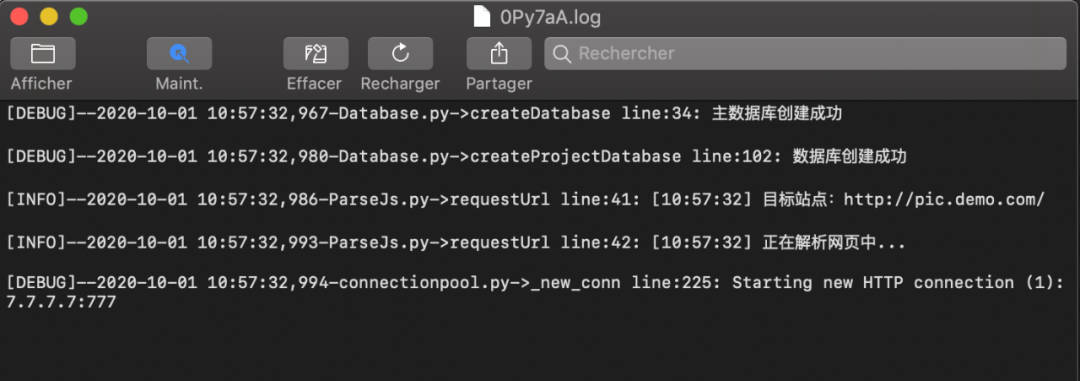 0Py7aA.log
Rechercher
Afficher
Maint.
Effacer
Recharger
Partager
[DEBUG]--2020-10-01 10:57:32,967-Database.py->createDatabase line:34: 主数据库创建成功
[DEBUG]--2020-10-01 10:57:32,980-Database.py->createProjectDatabase line:102: 数据库创建成功
[INFO]--2020-10-01 10:57:32,986-ParseJs.py->requestUrl line:41: [10:57:32] 目标站点：http://pic.demo.com/
[INFO]--2020-10-01 10:57:32,993-ParseJs.py->requestUrl line:42: [10:57:32] 正在解析网页中...
[DEBUG]--2020-10-01 10:57:32,994-connectionpool.py->_new_conn line:225: Starting new HTTP connection (1):
7.7.7.7:777